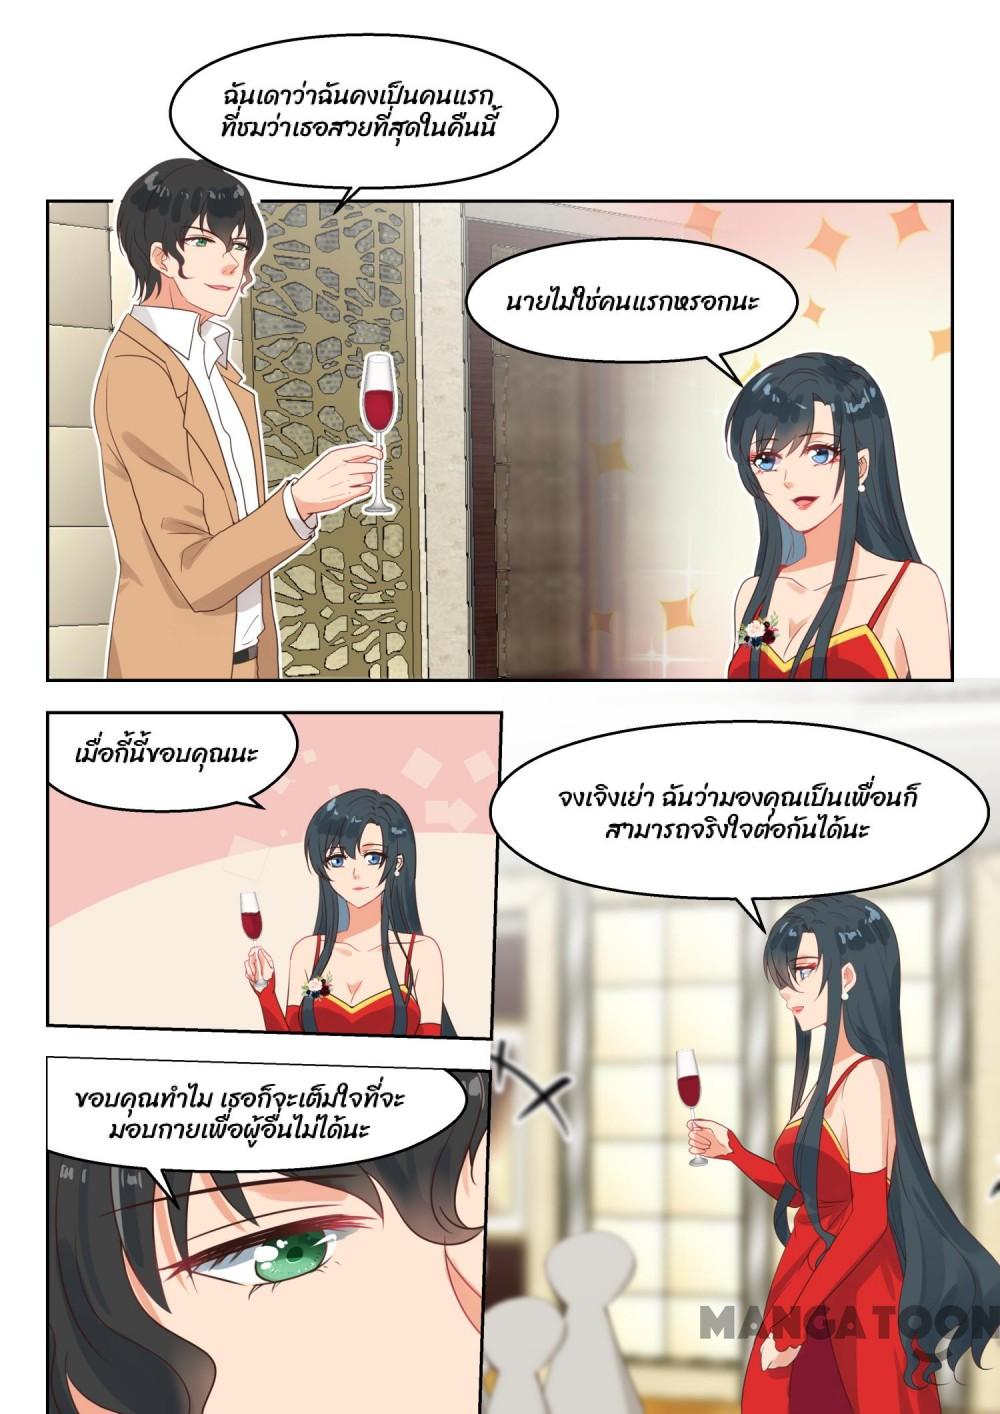 ฉันเดาว่าฉันคงเป็นคนแรก
ที่ชมว่าเธอสวยที่สุดในคืนนี้
นายไม่ใช่คนแรกหรอกนะ
เมื่อกี้นี้ขอบคุณนะ
จงเจิงเย่า ฉันว่ามองคุณเป็นเพื่อนก็
สามารถจริงใจต่อกันได้นะ
ขอบคุณทำไม เธอก็จะเต็มใจที่จะ
มอบกายเพื่อผู้อื่นไม่ได้นะ
MANGATOON